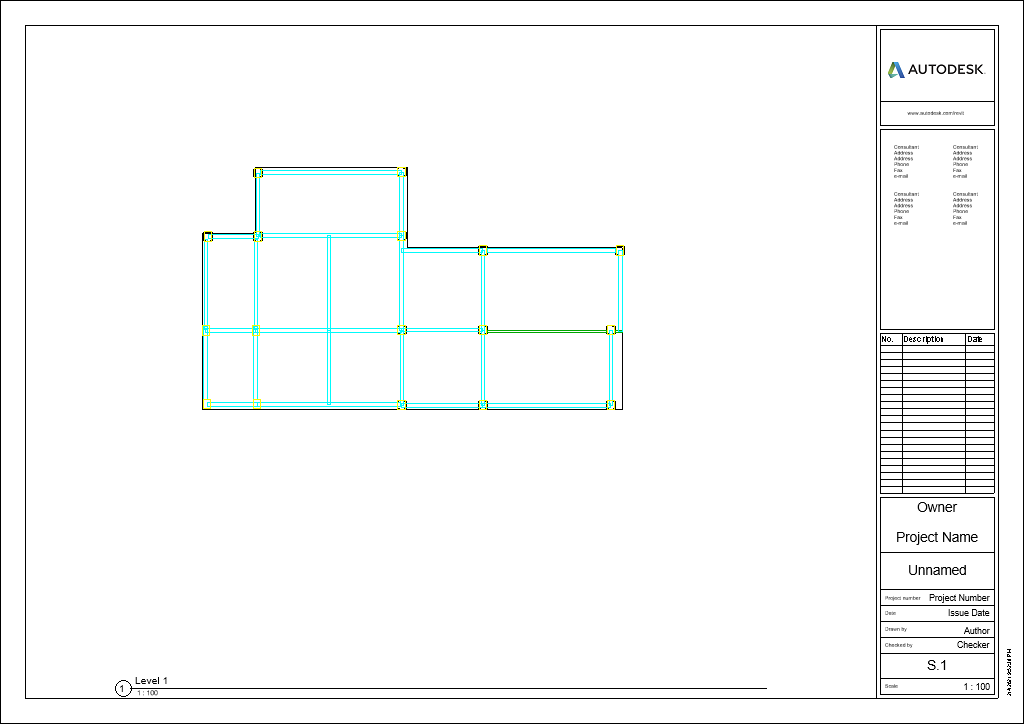 AUTODESK.
www.autodesk.com/revit
Consultant
Address
Address
Phone
Fax
e-mail
Consultant
Address
Address
Phone
Fax
e-mail
Consultant
Address
Address
Phone
Fax
e-mail
Consultant
Address
Address
Phone
Fax
e-mail
No. Description Date
Owner
Project Name
Unnamed
Project number Project Number
Date Issue Date
Drawn by Author
Checked by Checker
S.1
Scale 1 : 100
1 Level 1
1 : 100